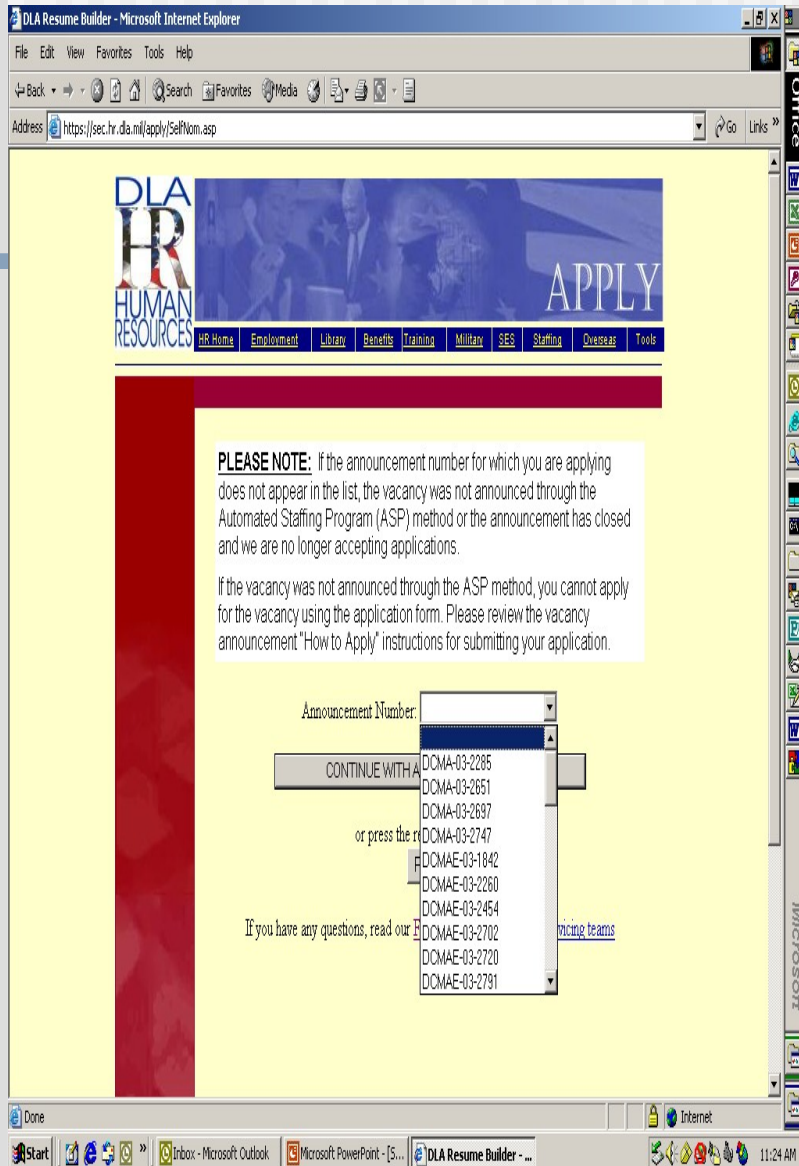 DLA Resume Builder - Microsoft Internet Explorer
File Edit View Favorites Tools Help
Back Search Favorites Media
Address https://sec.hr.dla.mil/apply/SelfNom.asp Go Links »
Office
DLA
HR
HUMAN
RESOURCES
APPLY
HR Home Employment Library Benefits Training Military SES Staffing Overseas Tools
PLEASE NOTE: If the announcement number for which you are applying
does not appear in the list, the vacancy was not announced through the
Automated Staffing Program (ASP) method or the announcement has closed
and we are no longer accepting applications.
If the vacancy was not announced through the ASP method, you cannot apply
for the vacancy using the application form. Please review the vacancy
announcement "How to Apply" instructions for submitting your application.
Announcement Number:
CONTINUE WITH A
DCMA-03-2285
DCMA-03-2651
DCMA-03-2697
or press the
DCMA-03-2747
DCMAE-03-1842
DCMAE-03-2260
DCMAE-03-2454
If you have any questions, read our
DCMAE-03-2702
teams
DCMAE-03-2720
DCMAE-03-2791
Microsoft
Done Internet
Start » Inbox - Microsoft Outlook Microsoft PowerPoint - [S... DLA Resume Builder - ... 11:24 AM